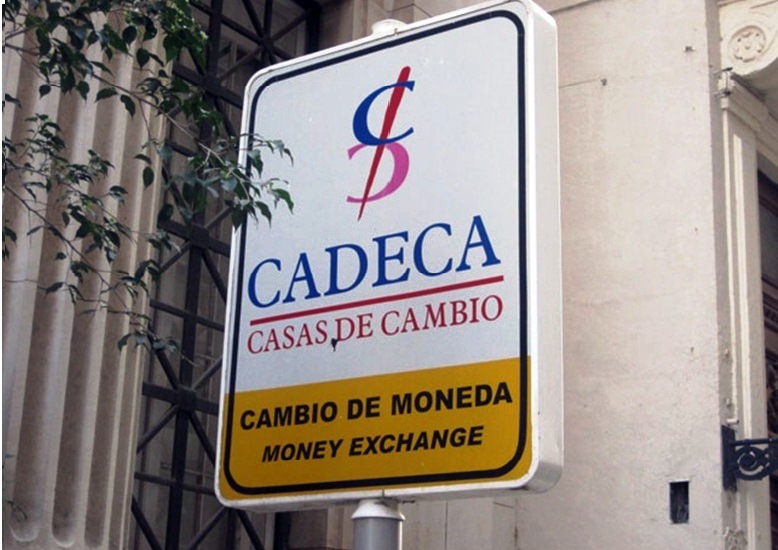 CADECA
CASAS DE CAMBIO
CAMBIO DE MONEDA
MONEY EXCHANGE